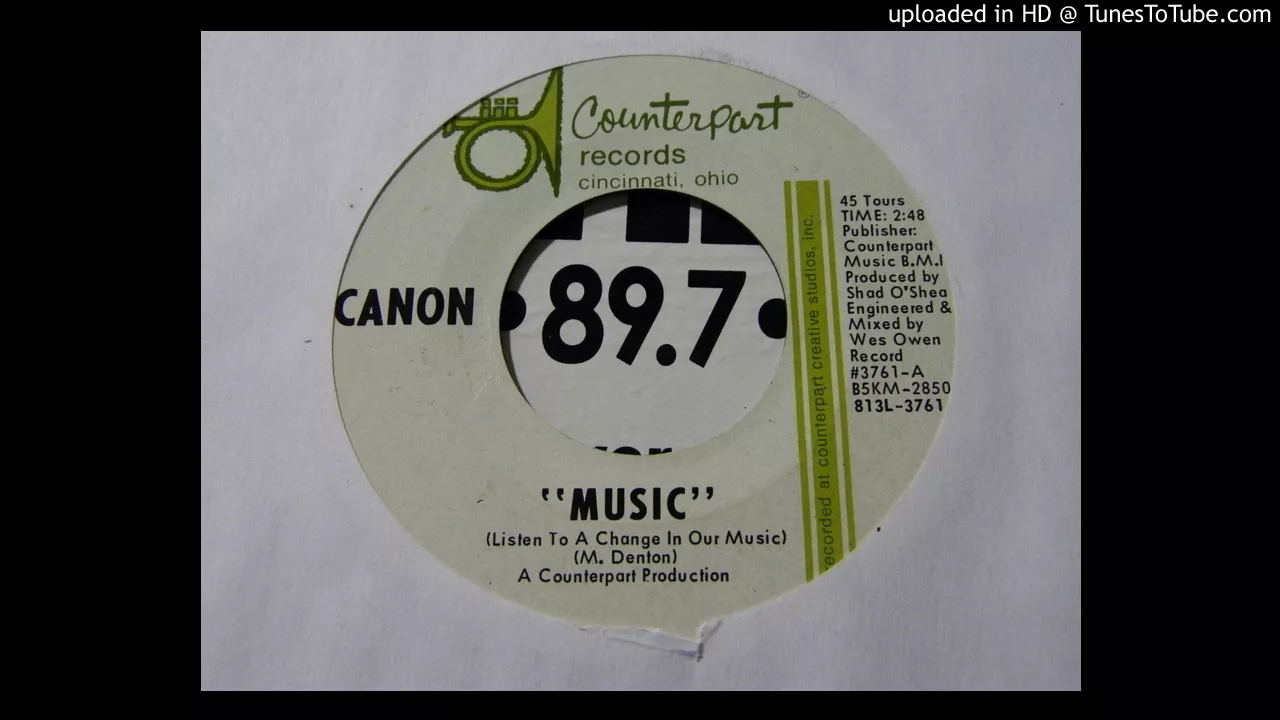 uploaded in HD @ TunesToTube.com
Counterpart
records
cincinnati, ohio
CANON
89.7
45 Tours
TIME: 2:48
Publisher:
Counterpart
Music B.M.I
Produced by
Shad O'Shea
Engineered &
Mixed by
Wes Owen
Record
#3761-A
B5KM-2850
813L-3761
recorded at counterpart creative studios, inc.
"MUSIC"
(Listen To A Change In Our Music)
(M. Denton)
A Counterpart Production